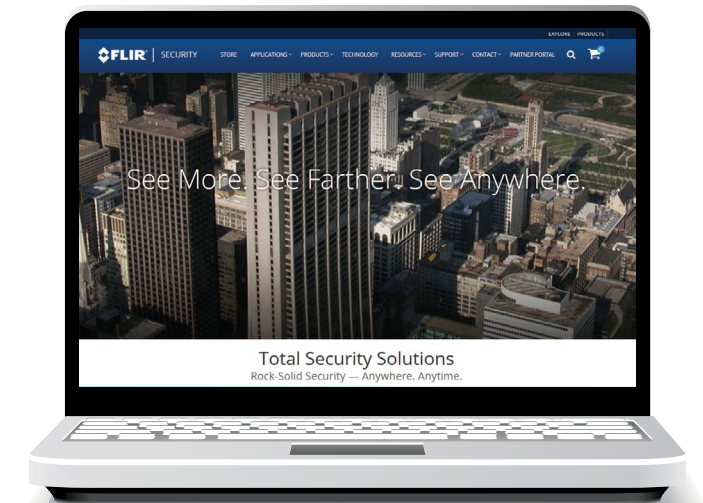 EXPLORE PRODUCTS
FLIR SECURITY STORE APPLICATIONS PRODUCTS TECHNOLOGY RESOURCES SUPPORT CONTACT PARTNER PORTAL 0
See More. See Farther. See Anywhere.
Total Security Solutions
Rock-Solid Security — Anywhere. Anytime.